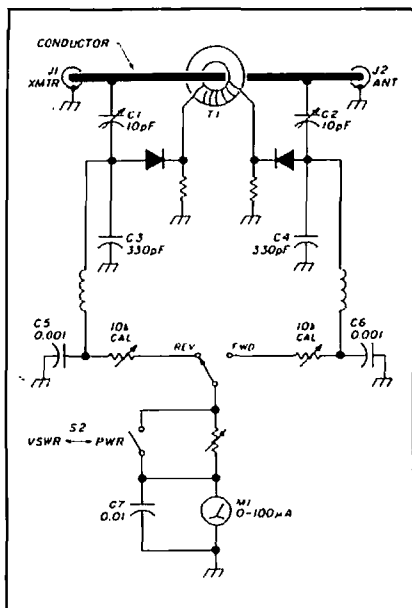 CONDUCTOR
J1
XMTR
J2
ANT
T1
C1
10pF
C2
10pF
C3
330pF
C4
330pF
C5
0.001
10k
CAL
REV
FWD
10k
CAL
C6
0.001
S2
VSWR ↔ PWR
C7
0.01
M1
0-100μA